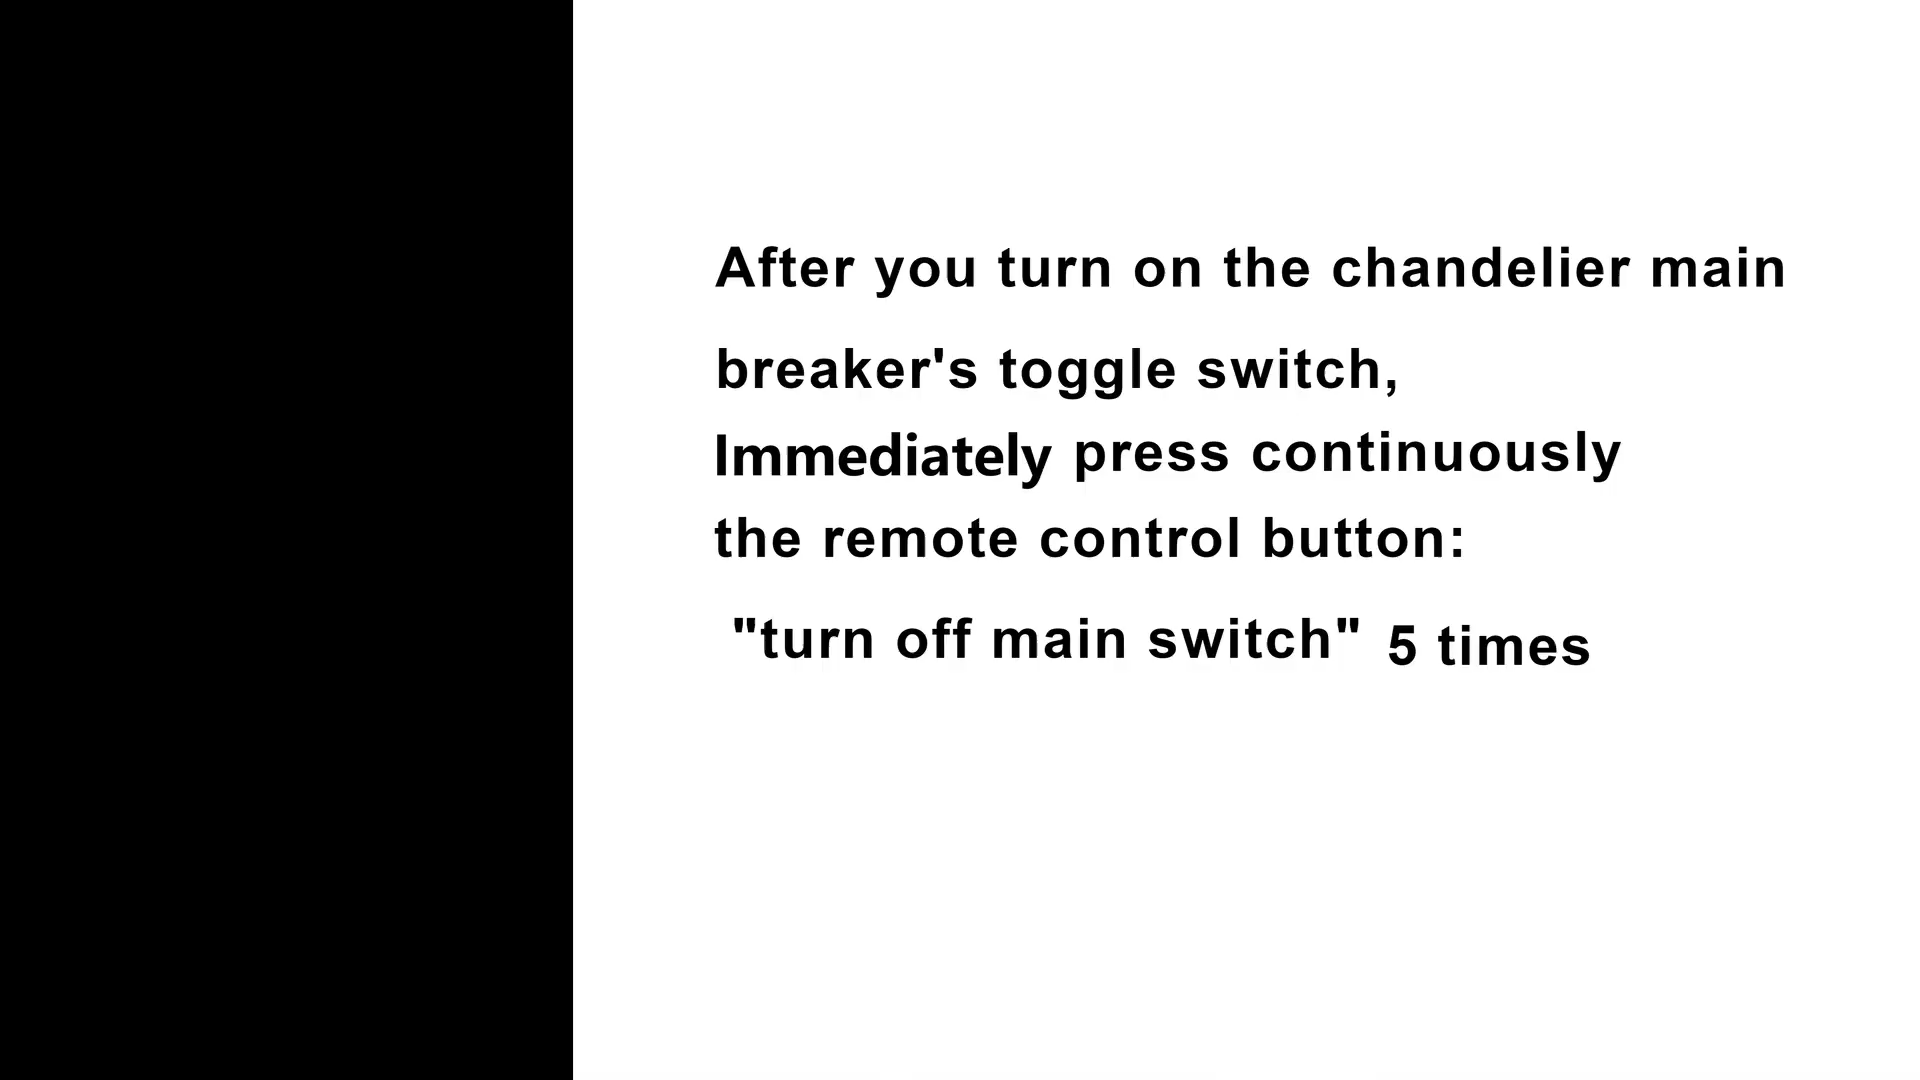 After you turn on the chandelier main
breaker's toggle switch,
Immediately press continuously
the remote control button:
"turn off main switch" 5 times